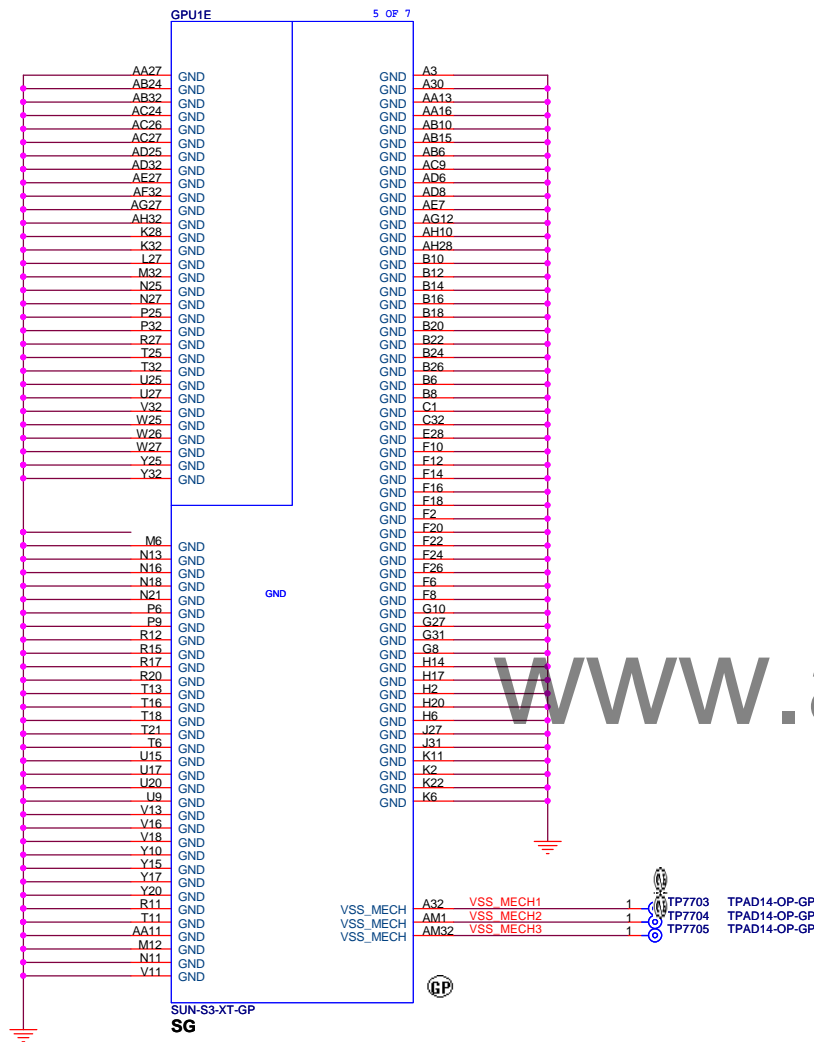 GPU1E 5 OF 7
AA27 GND GND A3
AB24 GND GND A30
AB32 GND GND AA13
AC24 GND GND AA16
AC26 GND GND AB10
AC27 GND GND AB15
AD25 GND GND AB6
AD32 GND GND AC9
AE27 GND GND AD6
AF32 GND GND AD8
AG27 GND GND AE7
AH32 GND GND AG12
K28 GND GND AH10
K32 GND GND AH28
L27 GND GND B10
M32 GND GND B12
N25 GND GND B14
N27 GND GND B16
P25 GND GND B18
P32 GND GND B20
R27 GND GND B22
T25 GND GND B24
T32 GND GND B26
U25 GND GND B6
U27 GND GND B8
V32 GND GND C1
W25 GND GND C32
W26 GND GND E28
W27 GND GND F10
Y25 GND GND F12
Y32 GND GND F14
GND F16
GND F18
GND F2
GND F20
M6 GND GND F22
N13 GND GND F24
N16 GND GND F26
N18 GND GND F6
N21 GND GND GND F8
P6 GND GND G10
P9 GND GND G27
R12 GND GND G31
R15 GND GND G8
R17 GND GND H14
R20 GND GND H17
T13 GND GND H2
T16 GND GND H20
T18 GND GND H6
T21 GND GND J27
T6 GND GND J31
U15 GND GND K11
U17 GND GND K2
U20 GND GND K22
U9 GND GND K6
V13 GND
V16 GND
V18 GND
Y10 GND
Y15 GND
Y17 GND
Y20 GND
R11 GND VSS_MECH A32 VSS_MECH1 1 TP7703 TPAD14-OP-GP
T11 GND VSS_MECH AM1 VSS_MECH2 1 TP7704 TPAD14-OP-GP
AA11 GND VSS_MECH AM32 VSS_MECH3 1 TP7705 TPAD14-OP-GP
M12 GND
N11 GND
V11 GND
GP
SUN-S3-XT-GP
SG
www.a